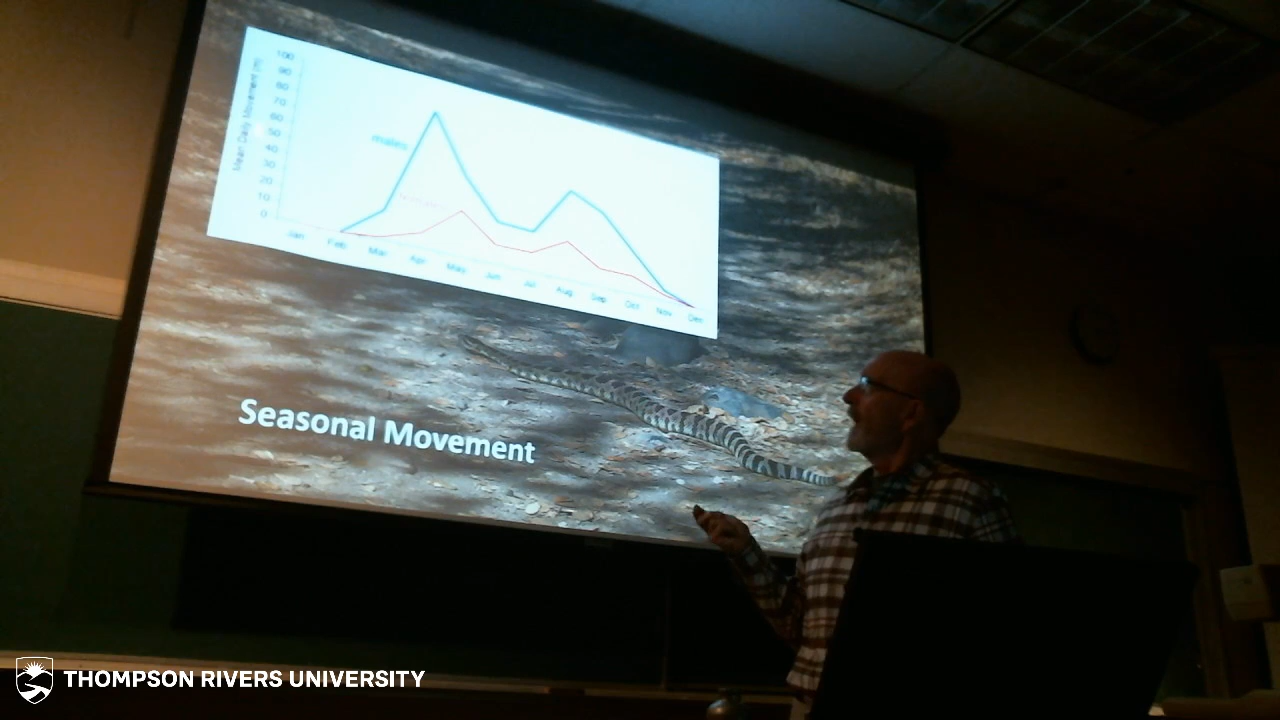 100
90
80
70
60
50
40
30
20
10
0
Mean Daily Movement (m)
males
Jan Feb Mar Apr May Jun Jul Aug Sep Oct Nov Dec
Seasonal Movement
THOMPSON RIVERS UNIVERSITY